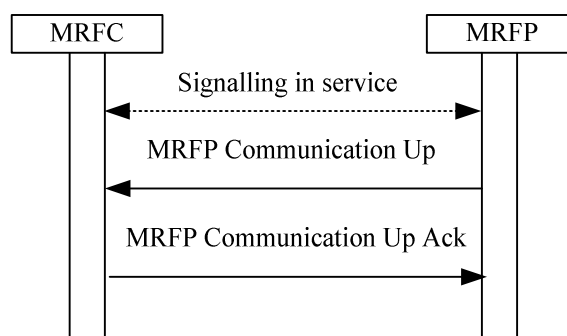 MRFC
MRFP
Signalling in service
MRFP Communication Up
MRFP Communication Up Ack